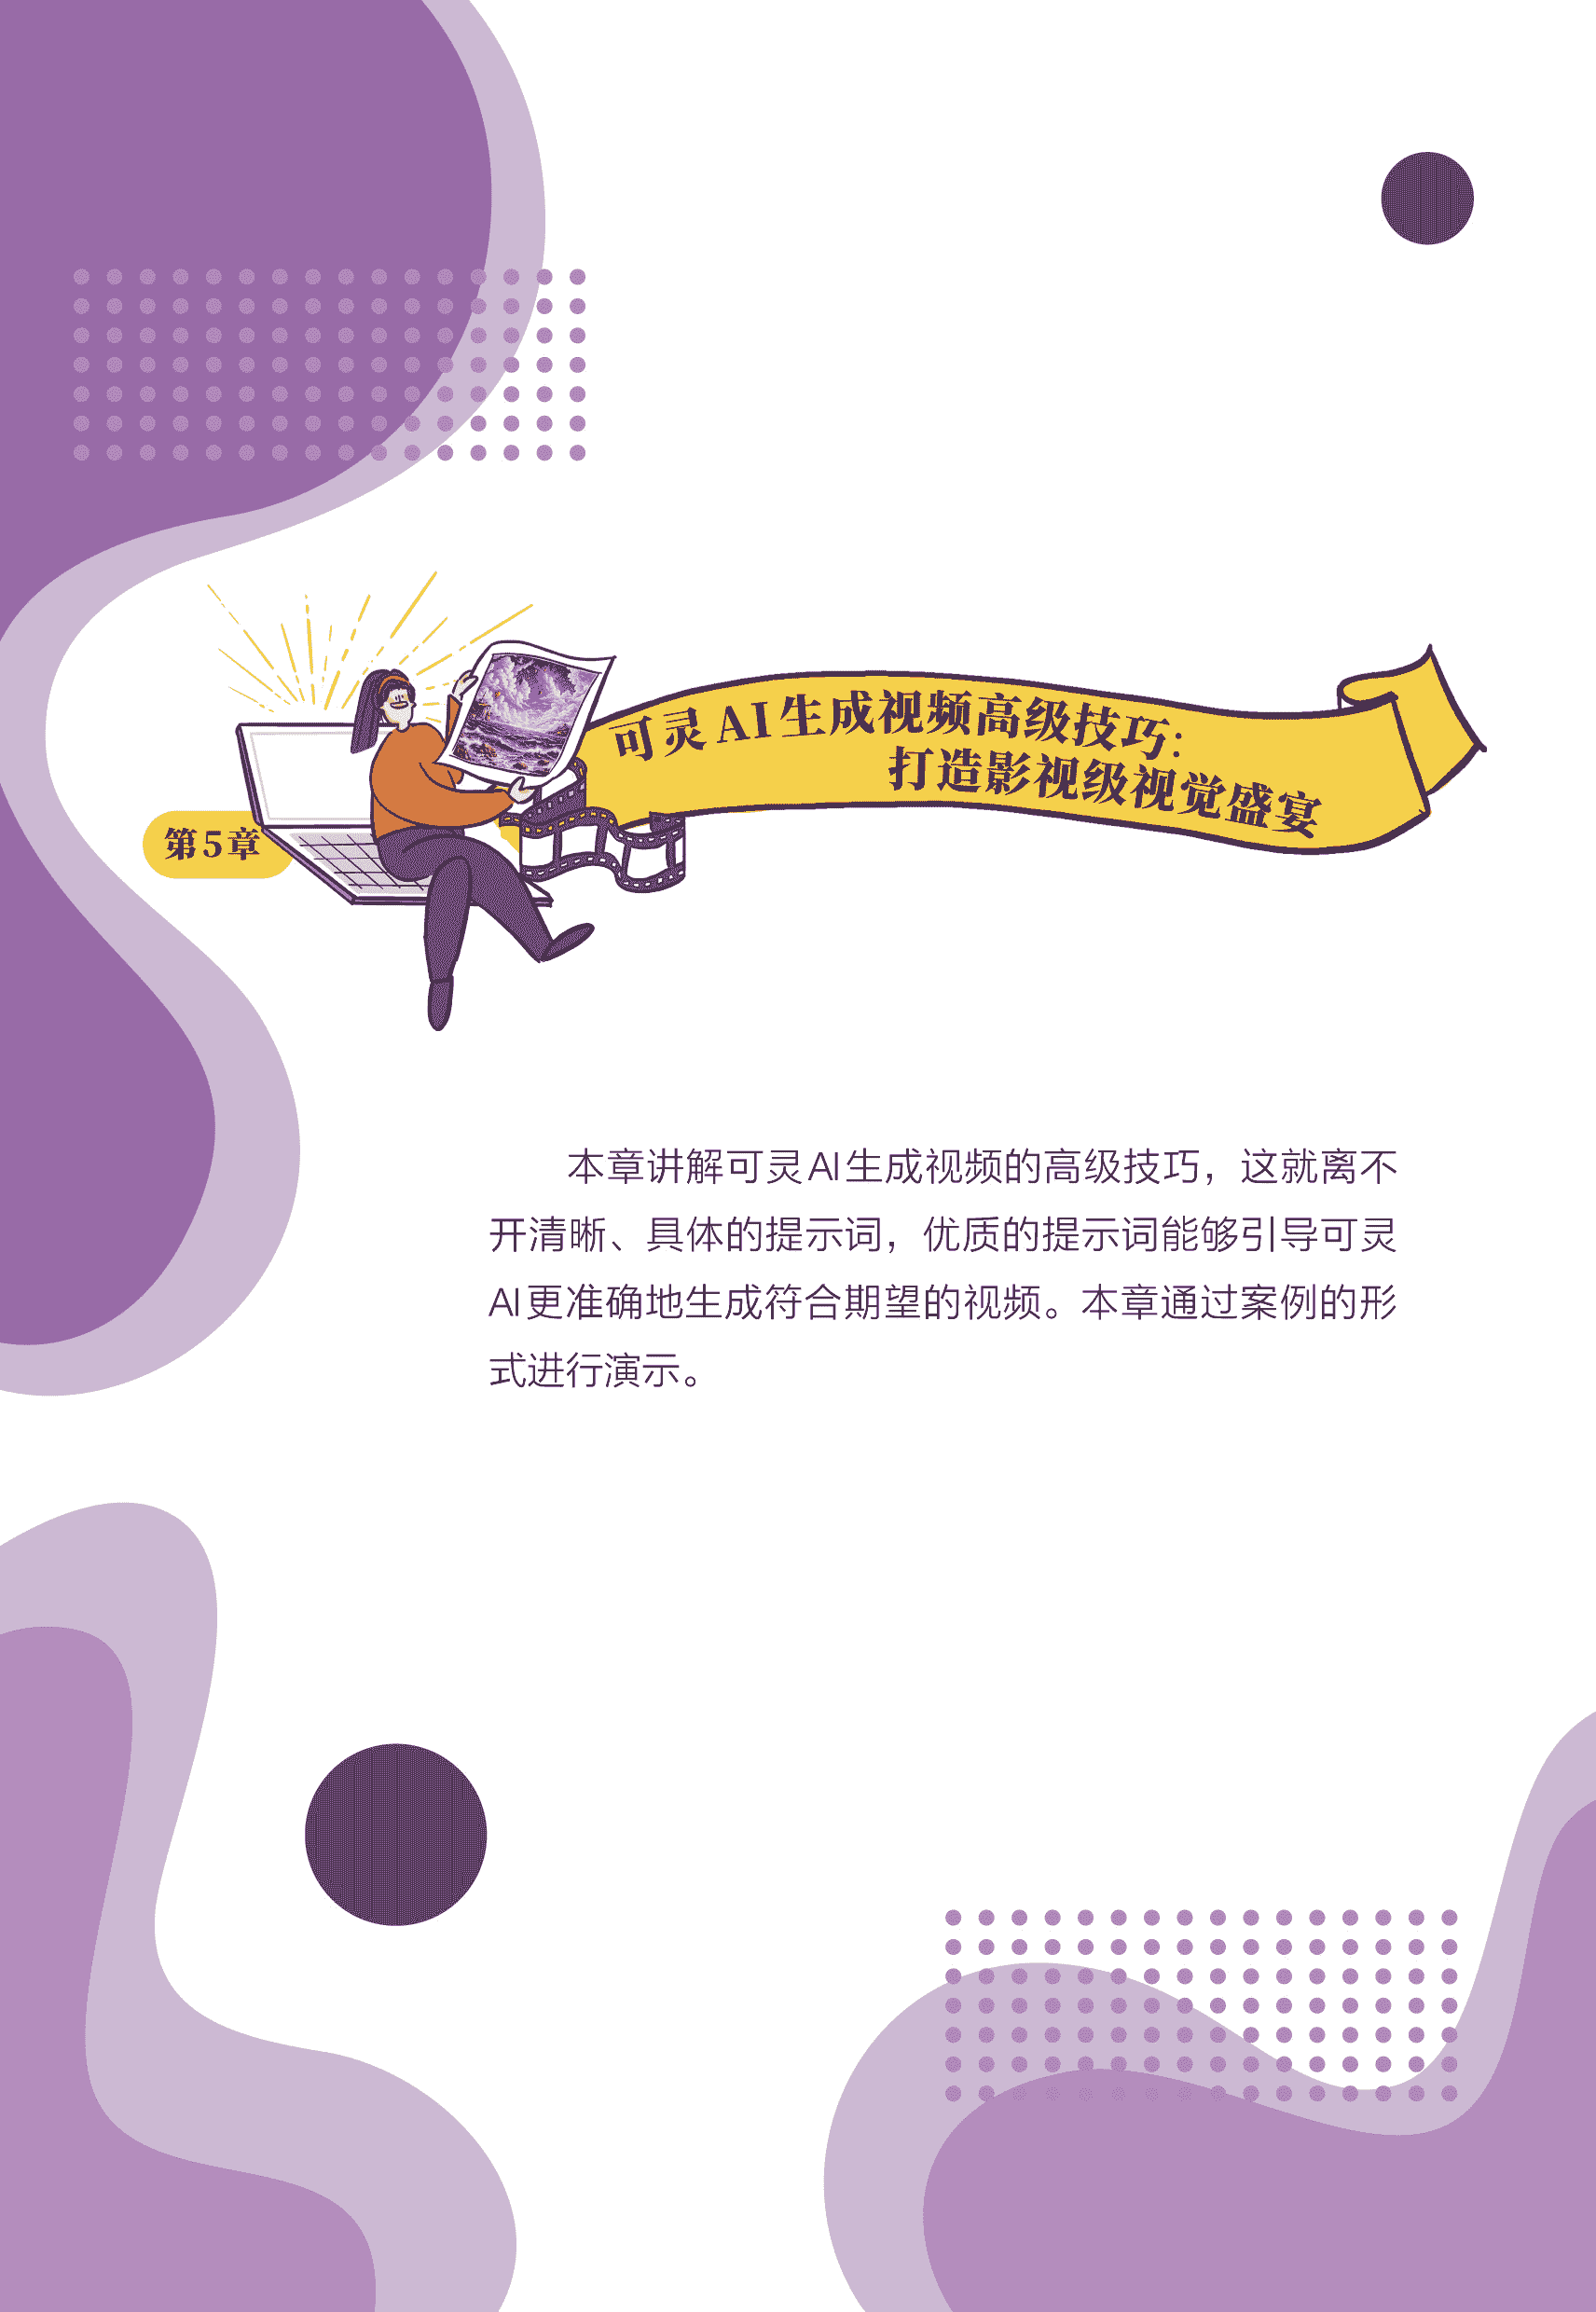 第5章
可灵AI生成视频高级技巧：
打造影视级视觉盛宴
本章讲解可灵AI生成视频的高级技巧，这就离不
开清晰、具体的提示词，优质的提示词能够引导可灵
AI更准确地生成符合期望的视频。本章通过案例的形
式进行演示。